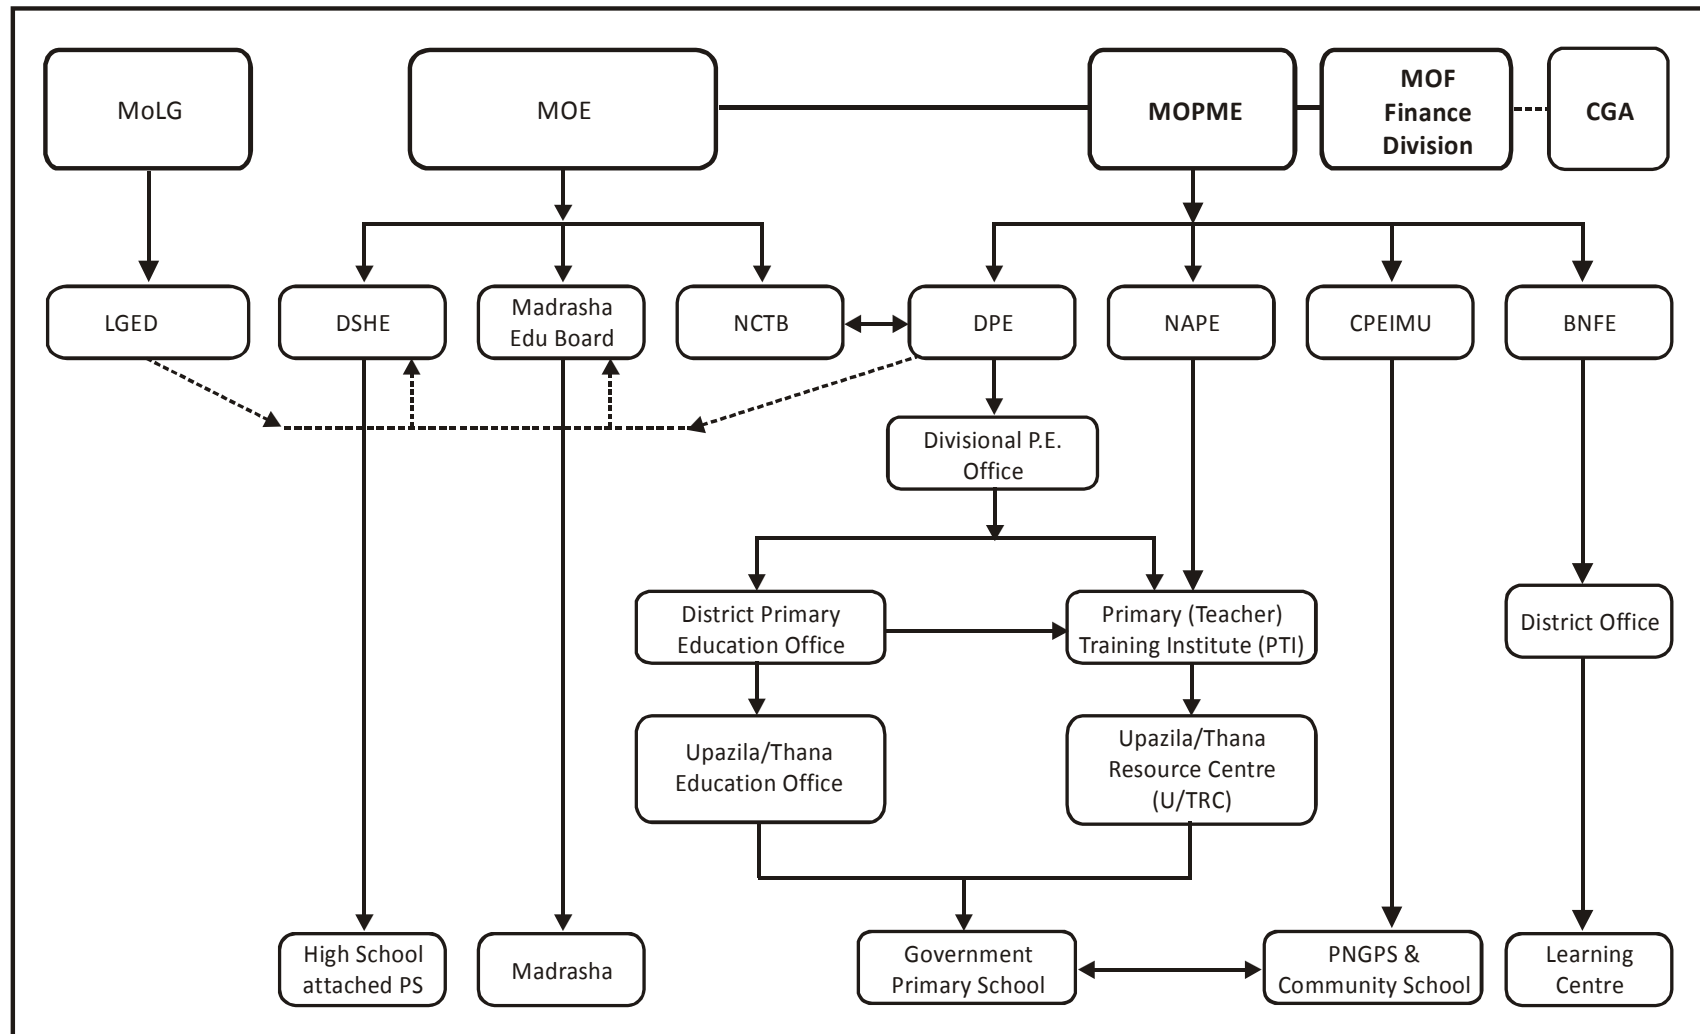 MoLG
MOE
MOPME
MOF
Finance
Division
CGA
LGED
DSHE
Madrasha
Edu Board
NCTB
DPE
NAPE
CPEIMU
BNFE
Divisional P.E.
Office
District Primary
Education Office
Primary (Teacher)
Training Institute (PTI)
District Office
Upazila/Thana
Education Office
Upazila/Thana
Resource Centre
(U/TRC)
High School
attached PS
Madrasha
Government
Primary School
PNGPS &
Community School
Learning
Centre